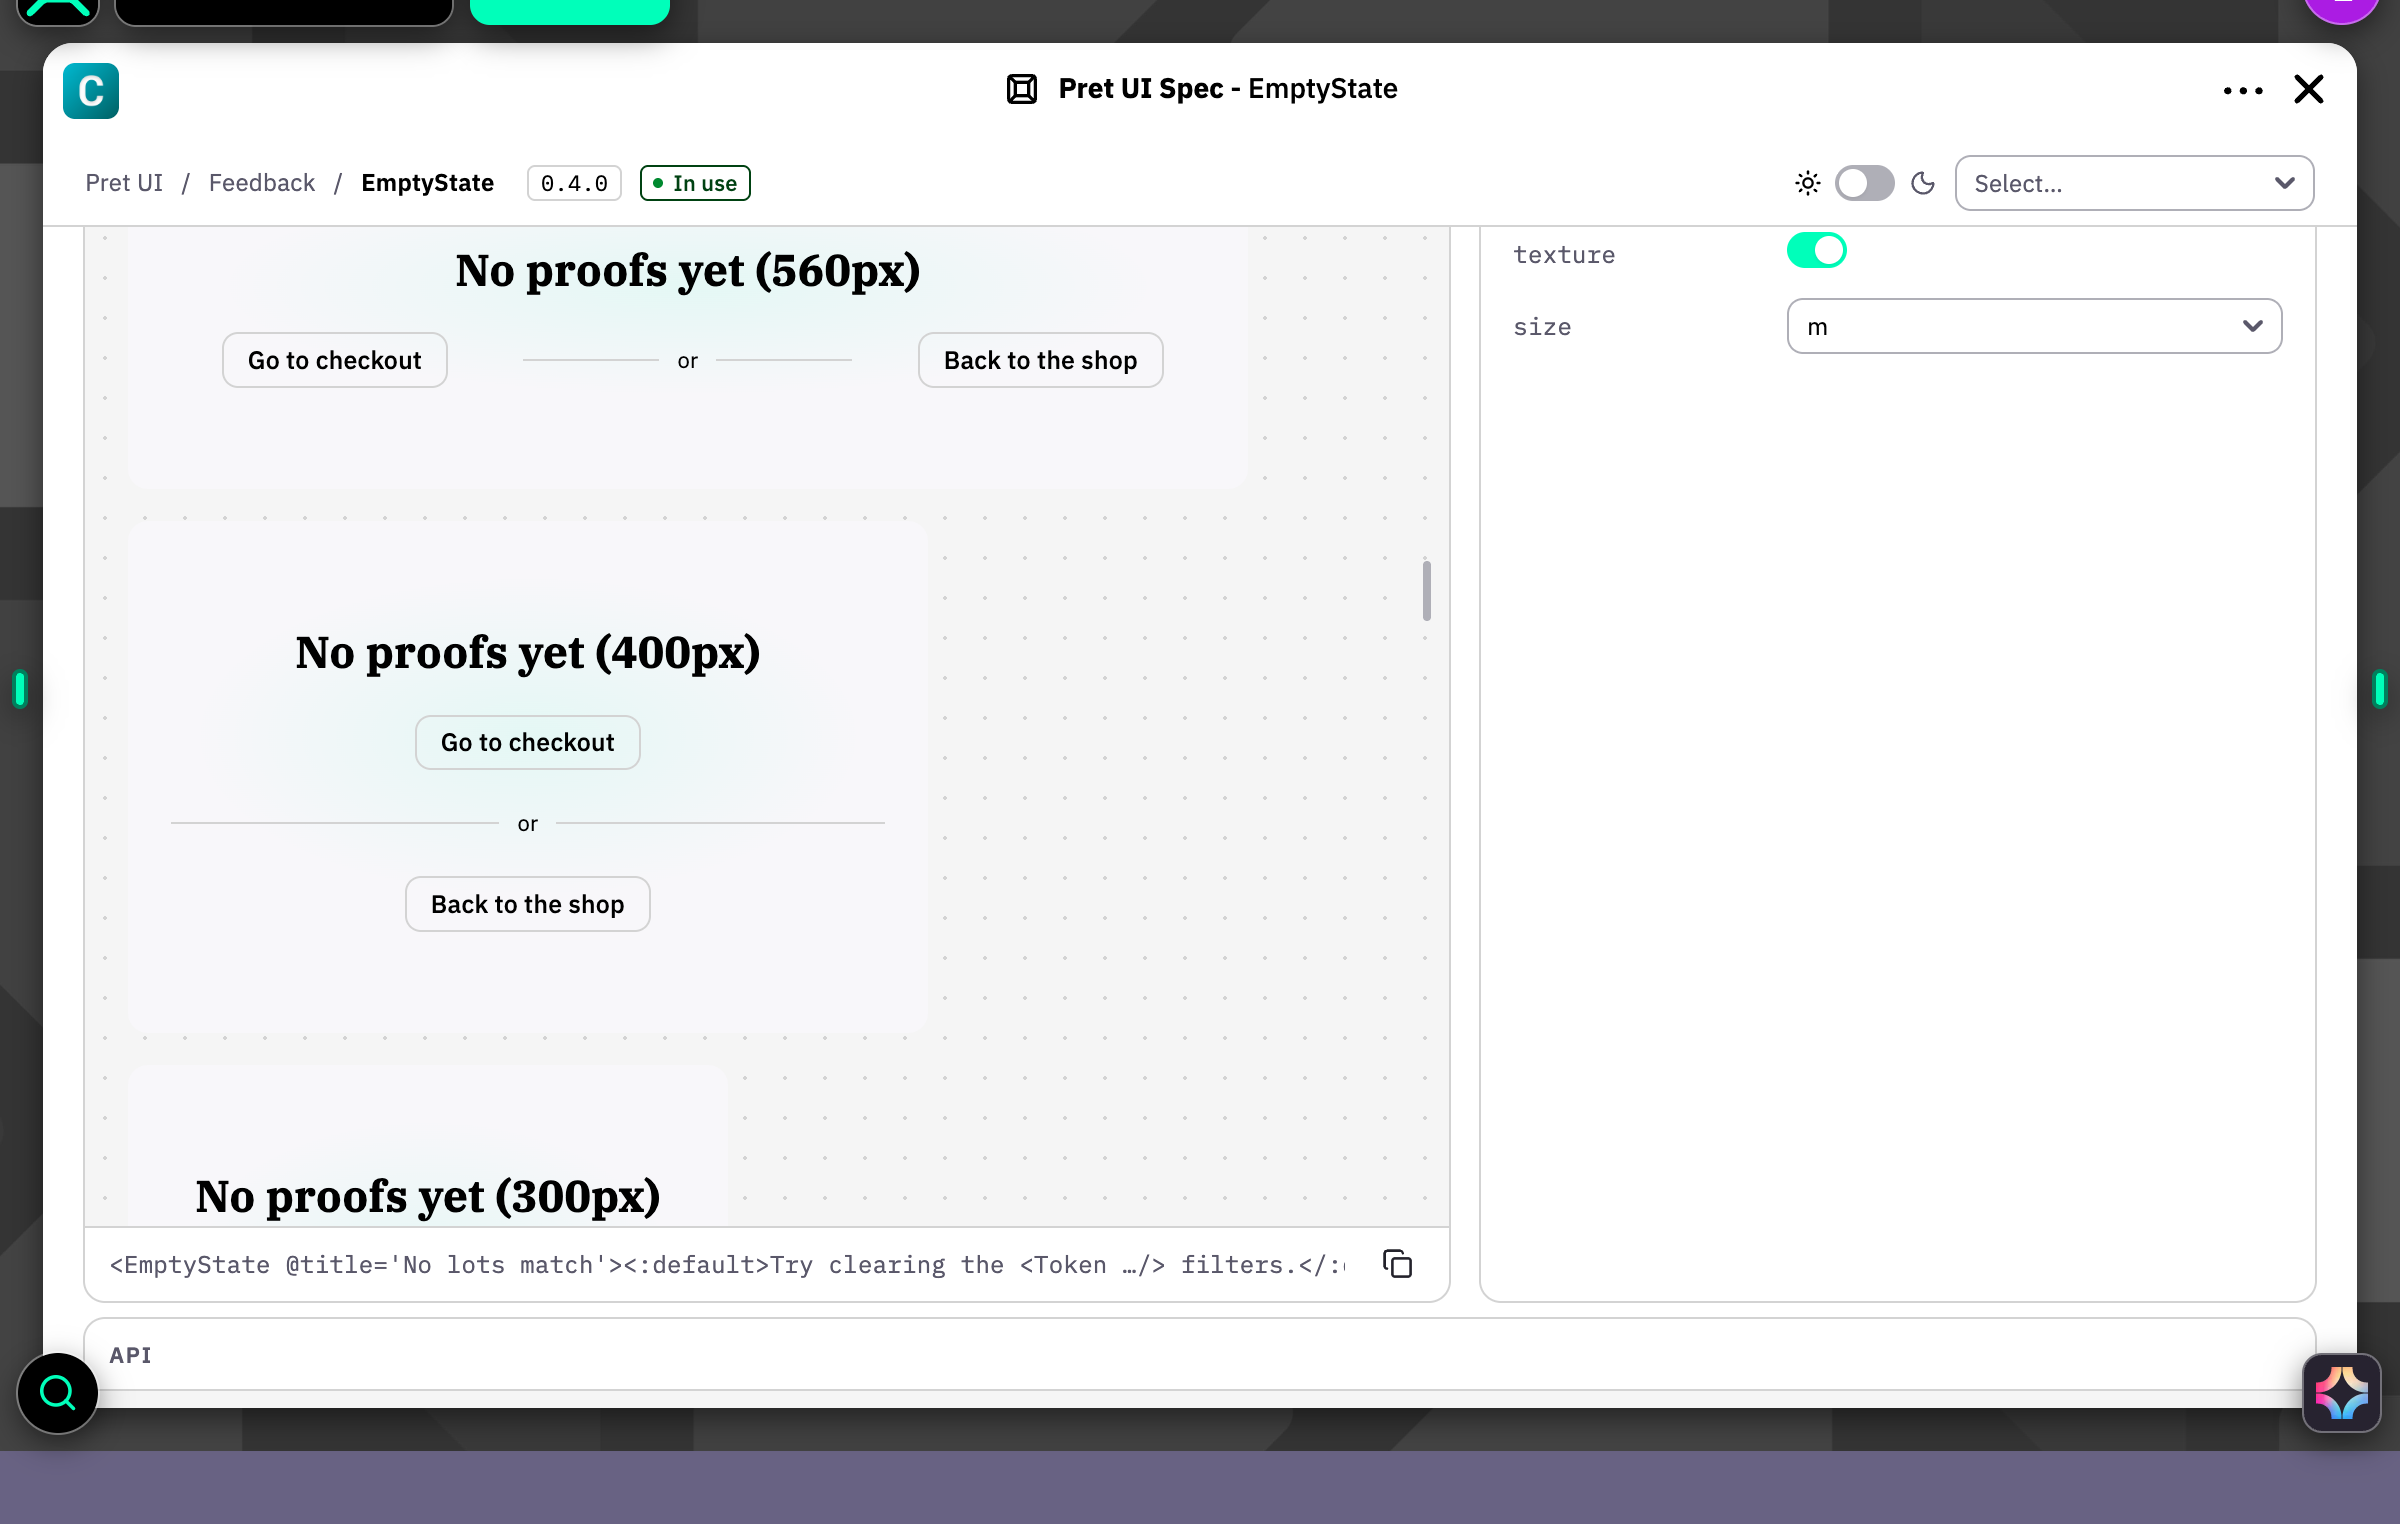 C
Pret UI Spec - EmptyState
Pret UI / Feedback / EmptyState 0.4.0 In use
Select...
No proofs yet (560px)
Go to checkout or Back to the shop
texture
size m
No proofs yet (400px)
Go to checkout
or
Back to the shop
No proofs yet (300px)
<EmptyState @title='No lots match'><:default>Try clearing the <Token …/> filters.</:
API